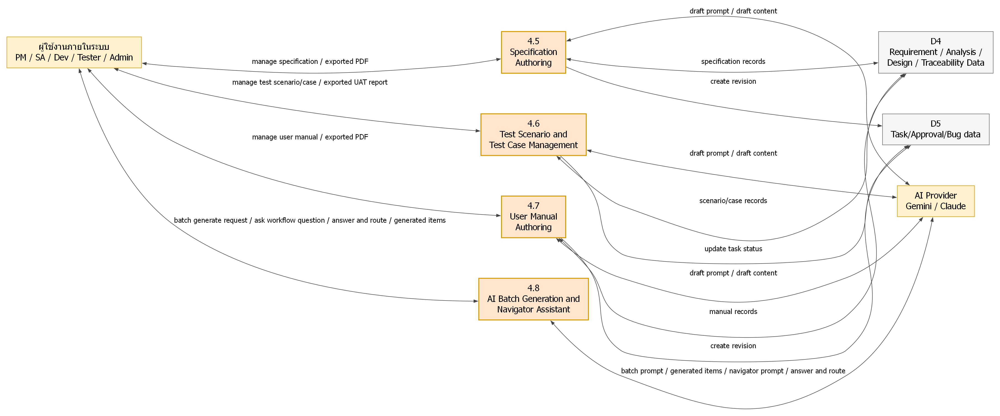 draft prompt / draft content
ผู้ใช้งานภายในระบบ
PM / SA / Dev / Tester / Admin
manage specification / exported PDF
4.5
Specification
Authoring
specification records
D4
Requirement / Analysis /
Design / Traceability Data
manage test scenario/case / exported UAT report
create revision
4.6
Test Scenario and
Test Case Management
D5
Task/Approval/Bug data
manage user manual / exported PDF
draft prompt / draft content
AI Provider
Gemini / Claude
scenario/case records
4.7
User Manual
Authoring
batch generate request / ask workflow question / answer and route / generated items
update task status
draft prompt / draft content
4.8
AI Batch Generation and
Navigator Assistant
manual records
create revision
batch prompt / generated items / navigator prompt / answer and route